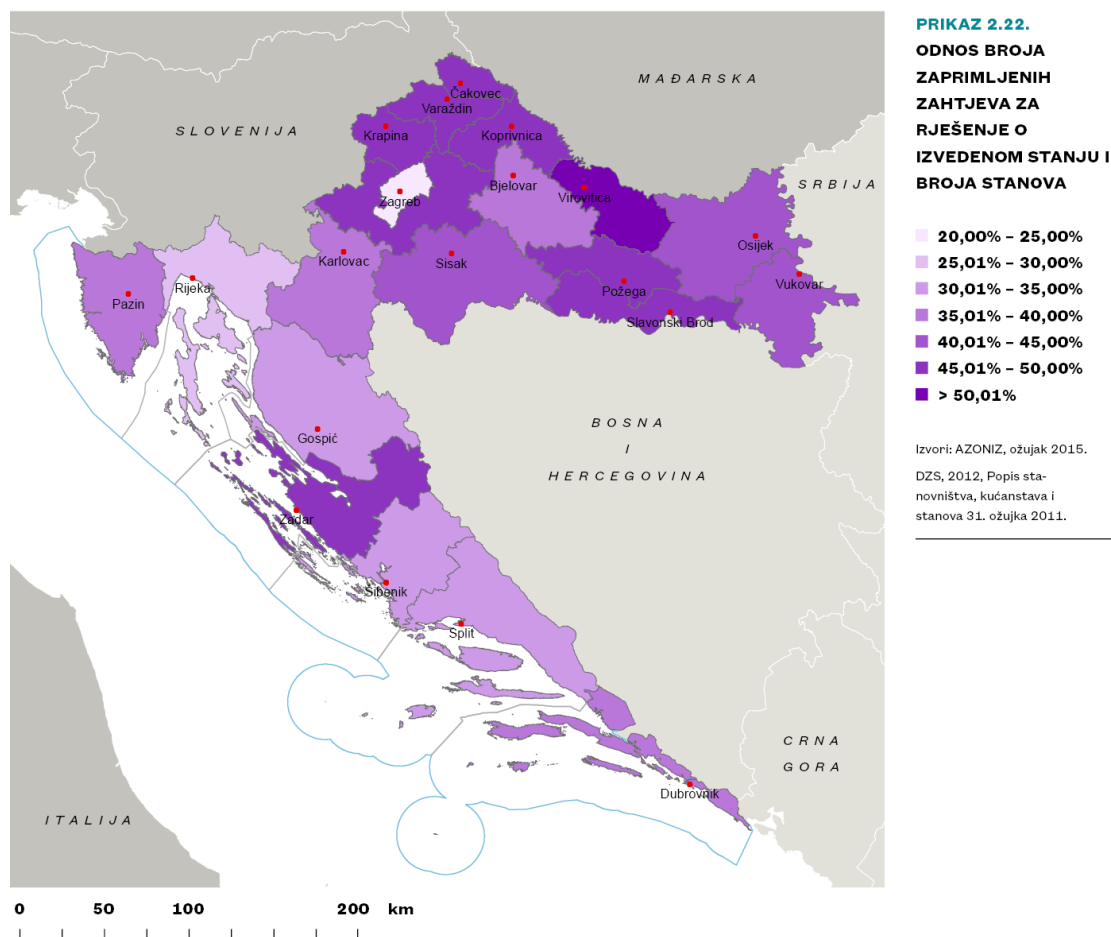 PRIKAZ 2.22.
ODNOS BROJA
ZAPRIMLJENIH
ZAHTJEVA ZA
RJEŠENJE O
IZVEDENOM STANJU I
BROJA STANOVA
20,00% – 25,00%
25,01% – 30,00%
30,01% – 35,00%
35,01% – 40,00%
40,01% – 45,00%
45,01% – 50,00%
> 50,01%
Izvori: AZONIZ, ožujak 2015.
DZS, 2012, Popis sta-
novništva, kućanstava i
stanova 31. ožujka 2011.
MAĐARSKA
SLOVENIJA
SRBIJA
Čakovec
Varaždin
Krapina
Koprivnica
Bjelovar
Virovitica
Zagreb
Osijek
Karlovac
Sisak
Vukovar
Rijeka
Pazin
Požega
Slavonski Brod
BOSNA
I
HERCEGOVINA
Gospić
Zadar
Šibenik
Split
CRNA
GORA
Dubrovnik
ITALIJA
0 50 100 200 km